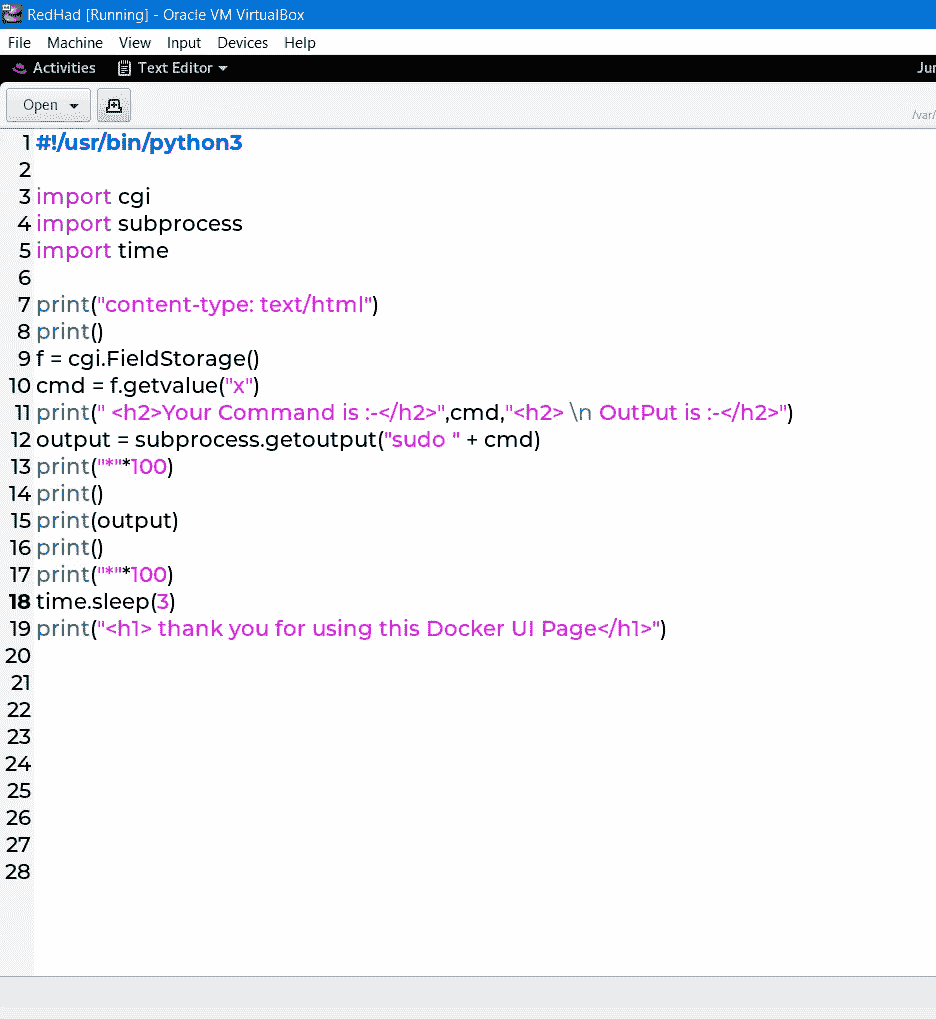 RedHad [Running] - Oracle VM VirtualBox
File Machine View Input Devices Help
Activities Text Editor Jun
Open /var/
1 #!/usr/bin/python3
2
3 import cgi
4 import subprocess
5 import time
6
7 print("content-type: text/html")
8 print()
9 f = cgi.FieldStorage()
10 cmd = f.getvalue("x")
11 print(" <h2>Your Command is :-</h2>",cmd,"<h2> \n OutPut is :-</h2>")
12 output = subprocess.getoutput("sudo " + cmd)
13 print("*"*100)
14 print()
15 print(output)
16 print()
17 print("*"*100)
18 time.sleep(3)
19 print("<h1> thank you for using this Docker UI Page</h1>")
20
21
22
23
24
25
26
27
28